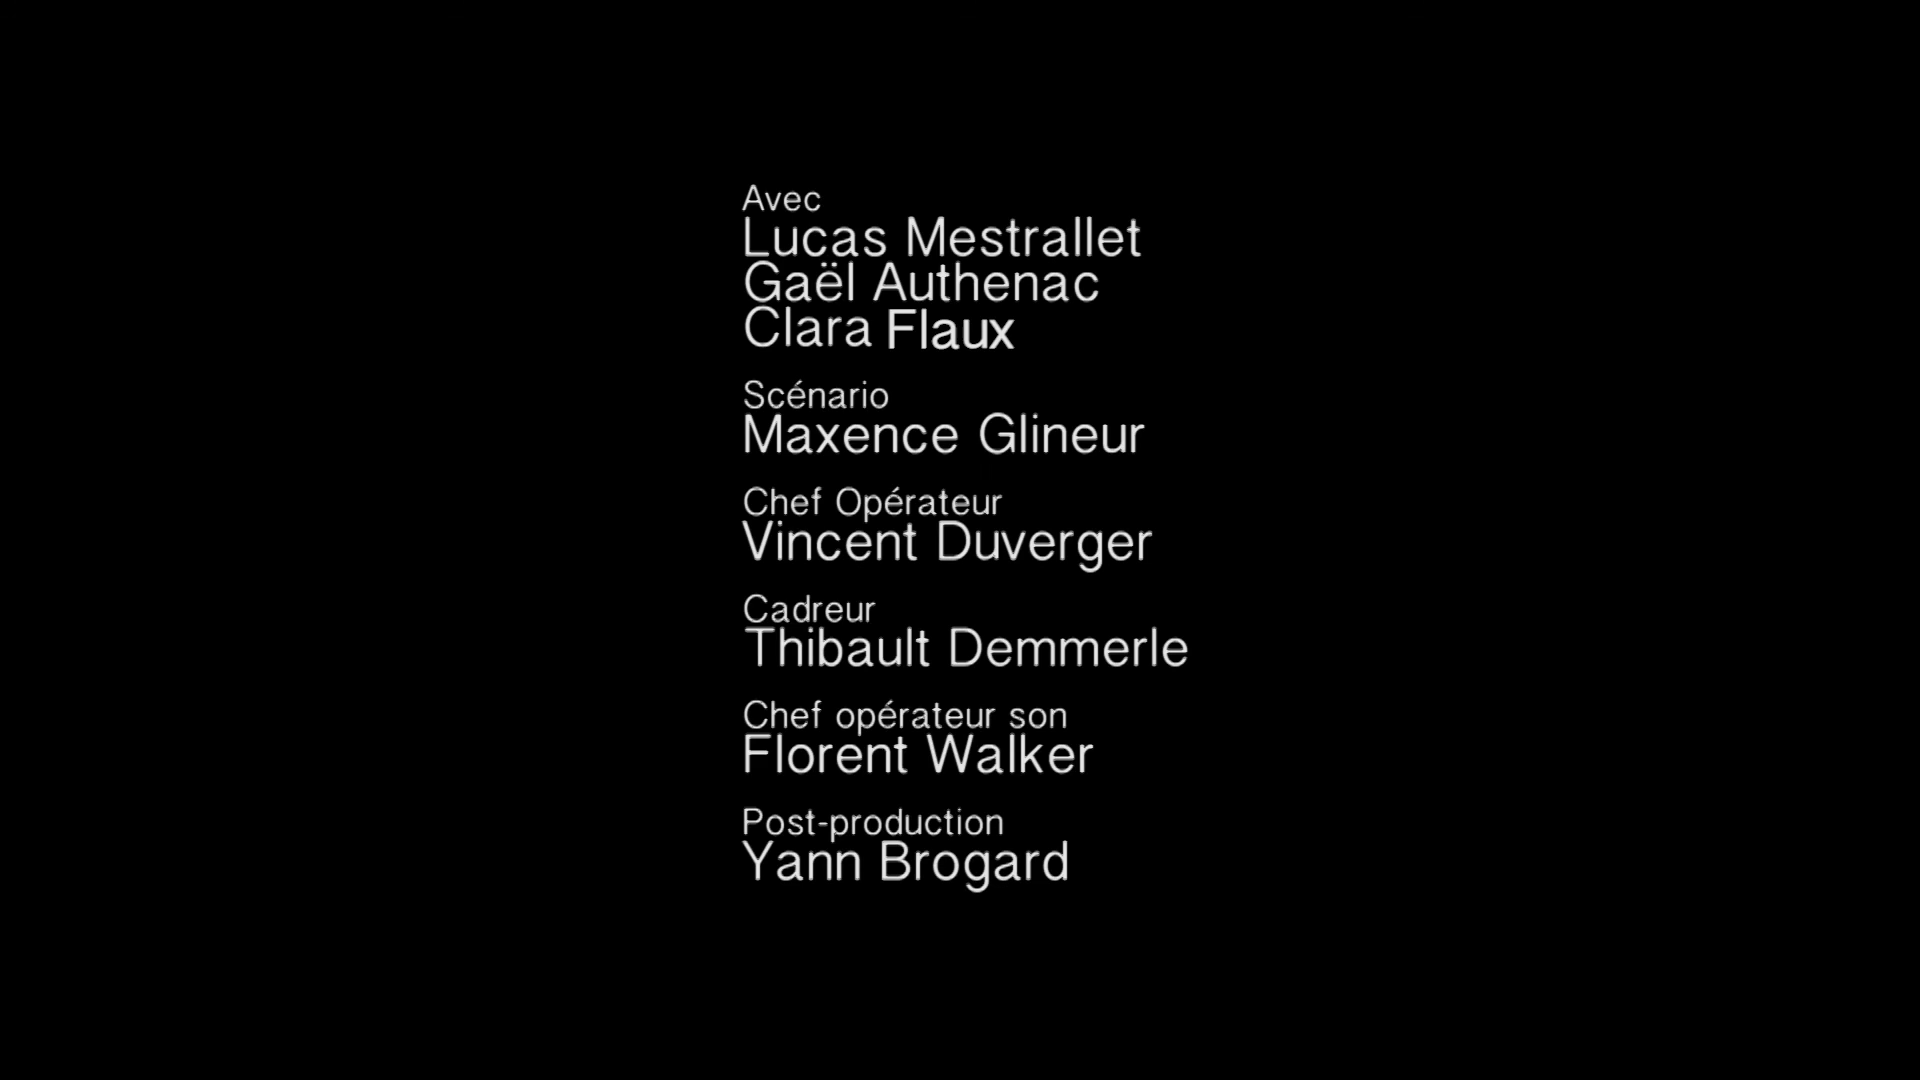 Avec
Lucas Mestrallet
Gaël Authenac
Clara Flaux
Scénario
Maxence Glineur
Chef Opérateur
Vincent Duverger
Cadreur
Thibault Demmerle
Chef opérateur son
Florent Walker
Post-production
Yann Brogard